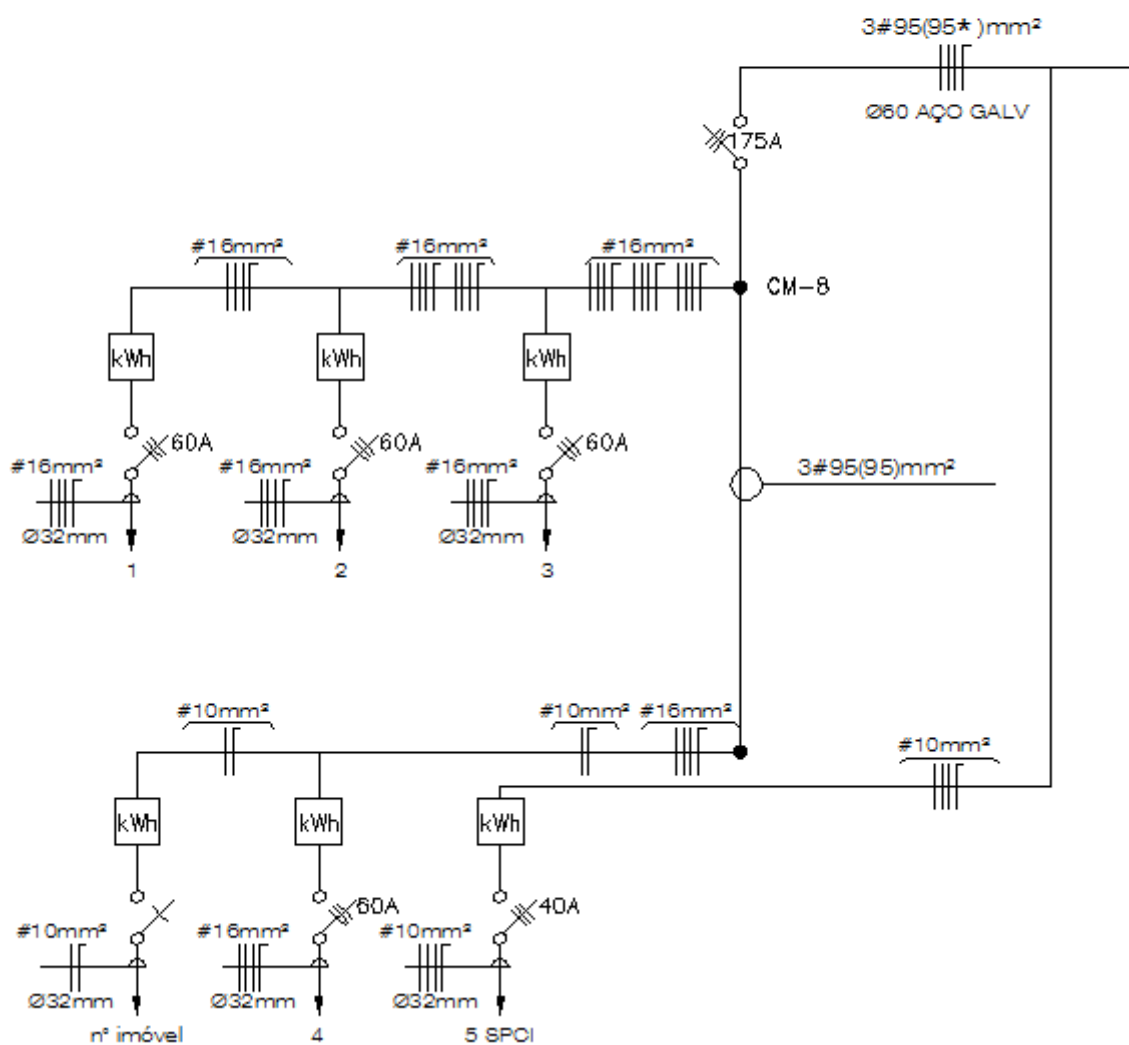 3#95(95*)mm²
Ø60 AÇO GALV
175A
#16mm² #16mm² #16mm²
CM-8
kWh kWh kWh
60A 60A 60A
#16mm² #16mm² #16mm²
3#95(95)mm²
Ø32mm Ø32mm Ø32mm
1 2 3
#10mm² #10mm² #16mm²
#10mm²
kWh kWh kWh
60A 40A
#10mm² #16mm² #10mm²
Ø32mm Ø32mm Ø32mm
n° imóvel 4 5 SPCI